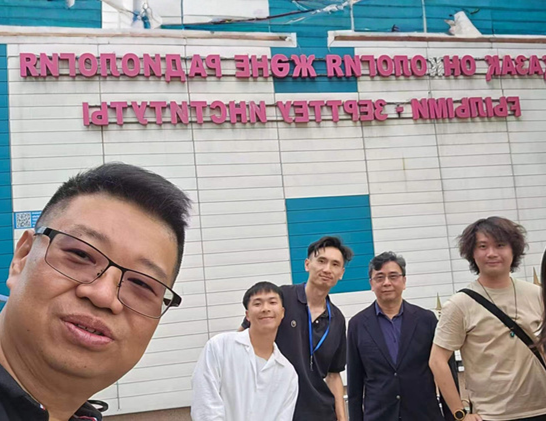 ҚАЗАҚ ОНКОЛОГИЯ ЖӘНЕ РАДИОЛОГИЯ
ҒЫЛЫМИ - ЗЕРТТЕУ ИНСТИТУТЫ